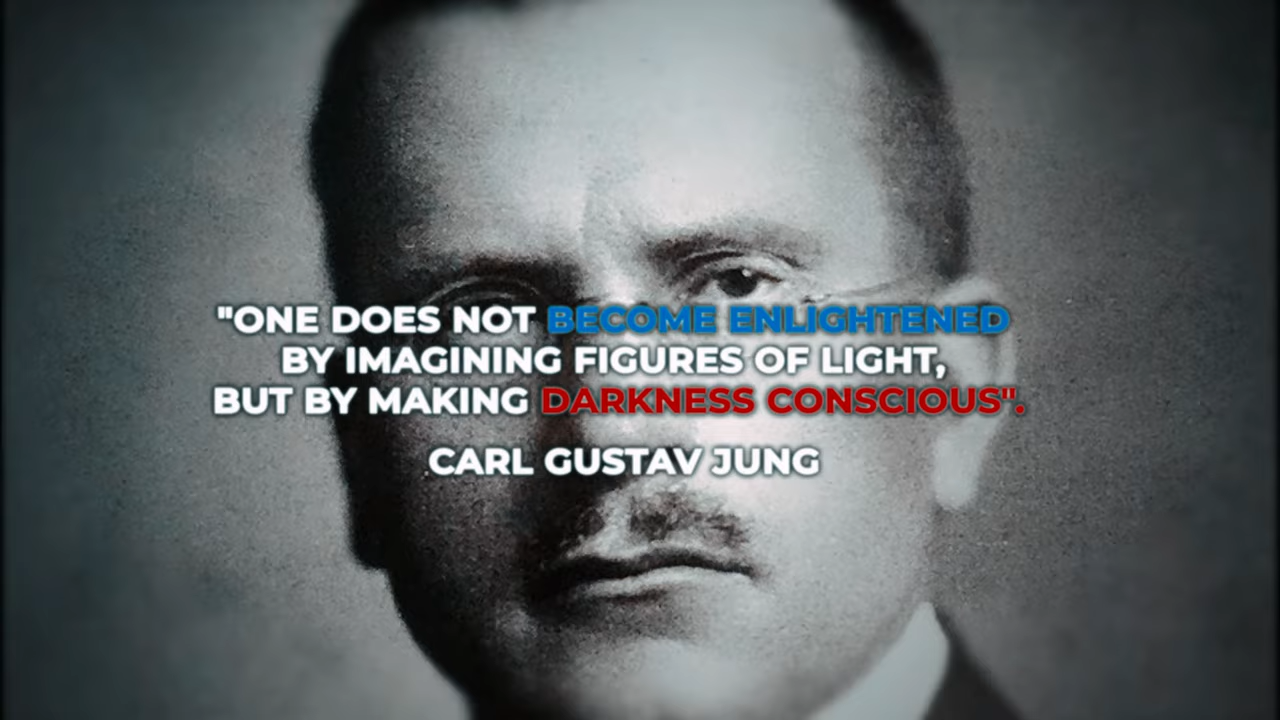 "ONE DOES NOT BECOME ENLIGHTENED
BY IMAGINING FIGURES OF LIGHT,
BUT BY MAKING DARKNESS CONSCIOUS".
CARL GUSTAV JUNG